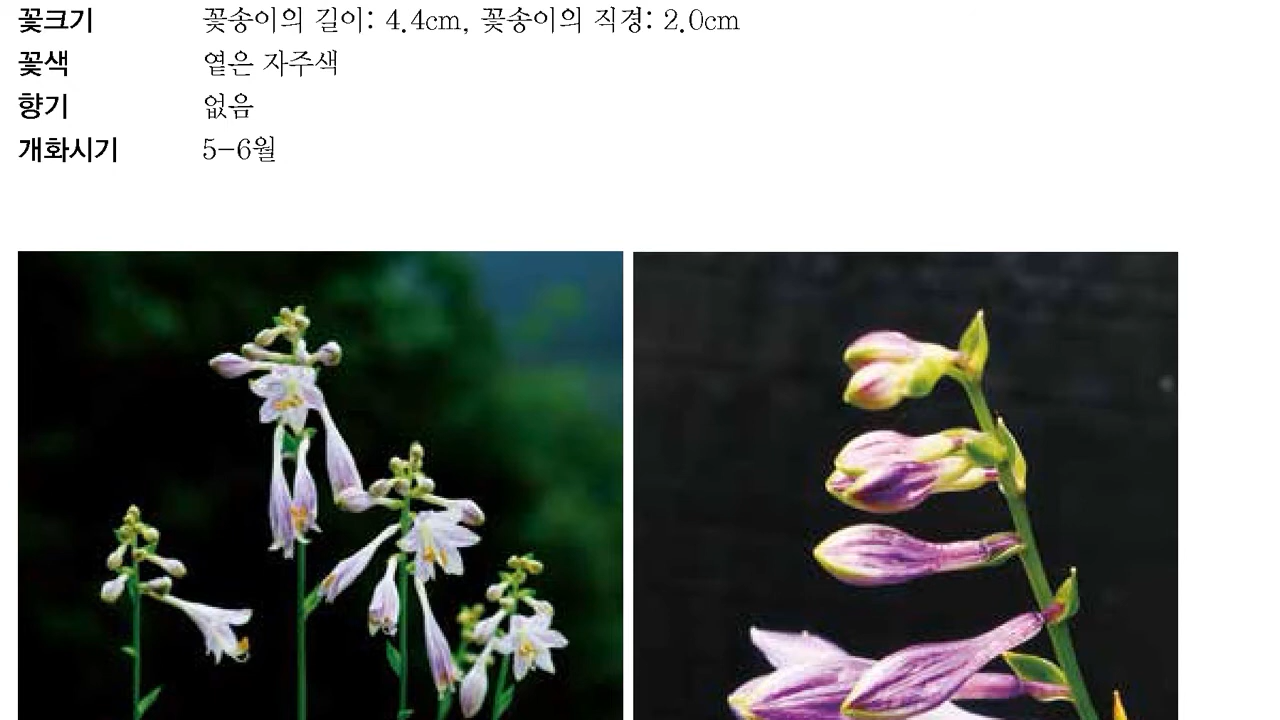 꽃크기 꽃송이의 길이: 4.4cm, 꽃송이의 직경: 2.0cm
꽃색 옅은 자주색
향기 없음
개화시기 5-6월